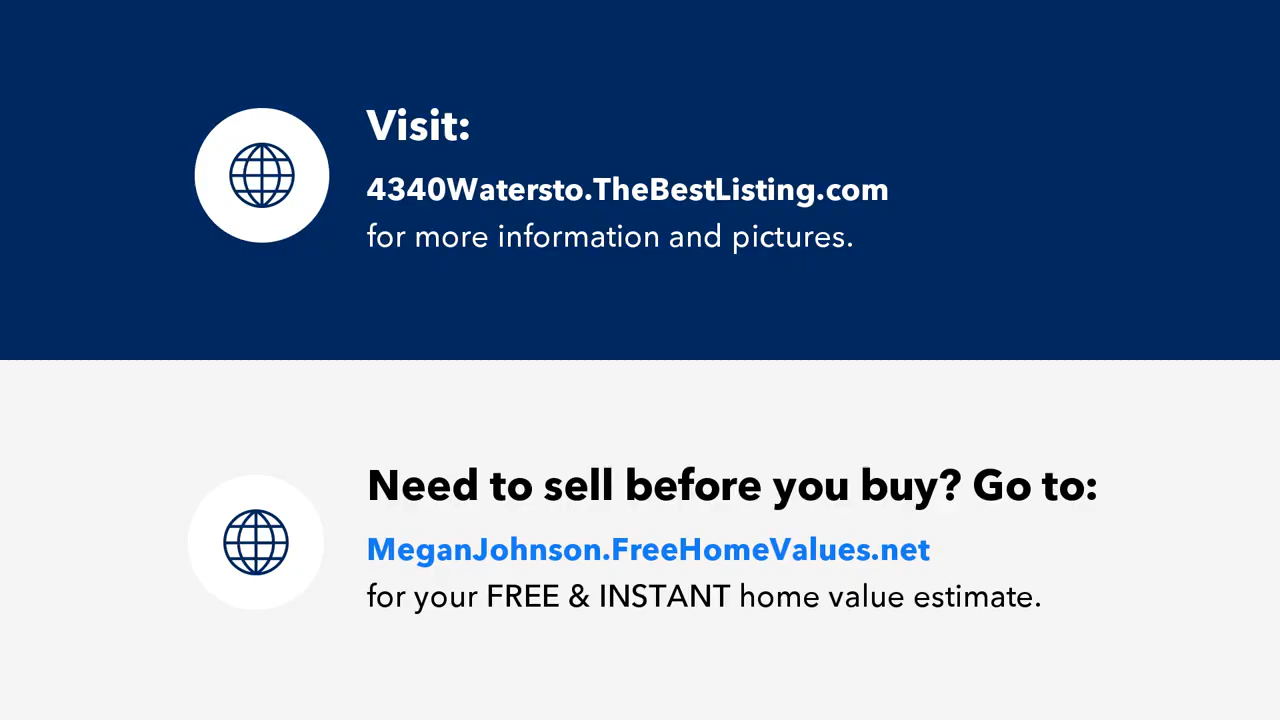 Visit:
4340Watersto.TheBestListing.com
for more information and pictures.
Need to sell before you buy? Go to:
MeganJohnson.FreeHomeValues.net
for your FREE & INSTANT home value estimate.